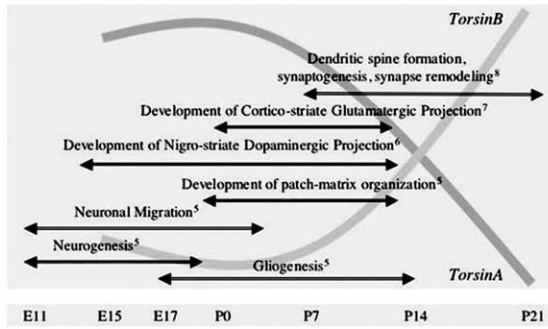 TorsinB
Dendritic spine formation,
synaptogenesis, synapse remodeling⁸
Development of Cortico-striate Glutamatergic Projection⁷
Development of Nigro-striate Dopaminergic Projection⁶
Development of patch-matrix organization⁵
Neuronal Migration⁵
Neurogenesis⁵
Gliogenesis⁵
TorsinA
E11 E15 E17 P0 P7 P14 P21